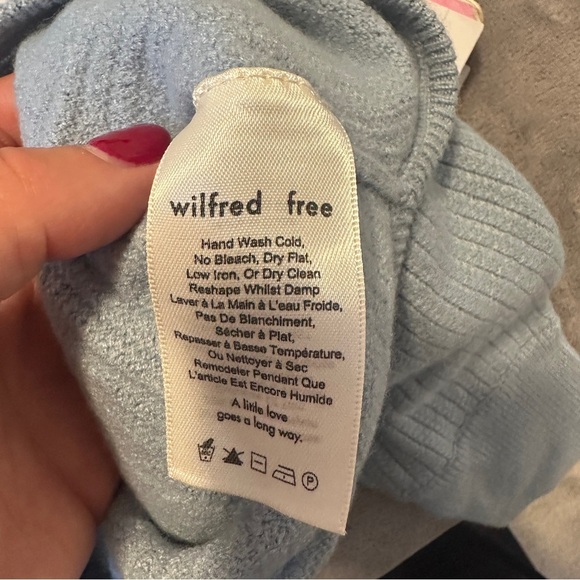 wilfred free
Hand Wash Cold,
No Bleach, Dry Flat,
Low Iron, Or Dry Clean
Reshape Whilst Damp
Laver à La Main à L'eau Froide,
Pas De Blanchiment,
Sécher à Plat,
Repasser à Basse Température,
Ou Nettoyer à Sec
Remodeler Pendant Que
L'article Est Encore Humide
A little love
goes a long way.
P